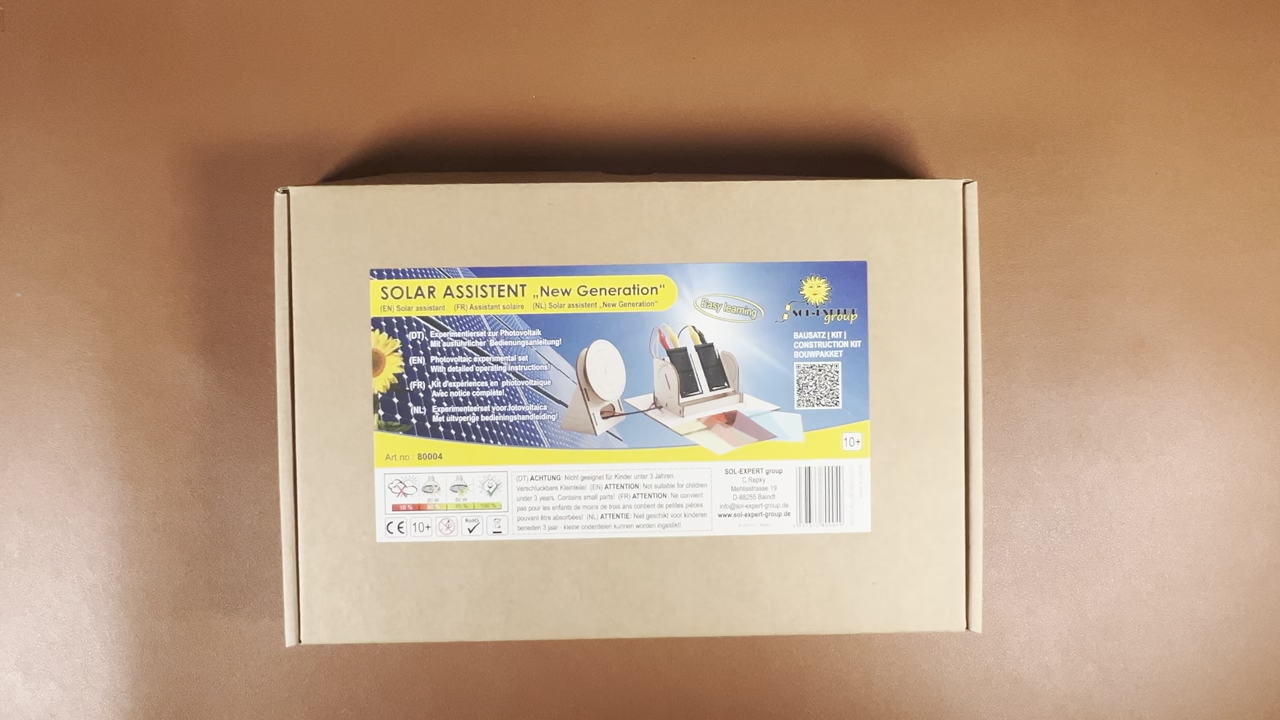 SOLAR ASSISTENT „New Generation“
(EN) Solar assistant (FR) Assistant solaire (NL) Solar assistent „New Generation“
(DT) Experimentierset zur Photovoltaik
Mit ausführlicher Bedienungsanleitung!
(EN) Photovoltaic experimental set
With detailed operating instructions!
(FR) Kit d'expériences en photovoltaïque
Avec notice complète!
(NL) Experimenteerset voor fotovoltaica
Met uitvoerige bedieningshandleiding!
Easy learning
SOL-EXPERT
group
BAUSATZ | KIT |
CONSTRUCTION KIT
BOUWPAKKET
10+
Art.no.: 80004
10 % 75 % 100 %
CE 10+ RoHS
(DT) ACHTUNG: Nicht geeignet für Kinder unter 3 Jahren,
verschluckbare Kleinteile! (EN) ATTENTION: Not suitable for children
under 3 years. Contains small parts! (FR) ATTENTION: Ne convient
pas pour les enfants de moins de trois ans contient de petites pièces
pouvant être absorbées! (NL) ATTENTIE: Niet geschikt voor kinderen
beneden 3 jaar - kleine onderdelen kunnen worden ingeslikt!
SOL-EXPERT group
C.Repky
Mehlisstrasse 19
D-88255 Baindt
info@sol-expert-group.de
www.sol-expert-group.de